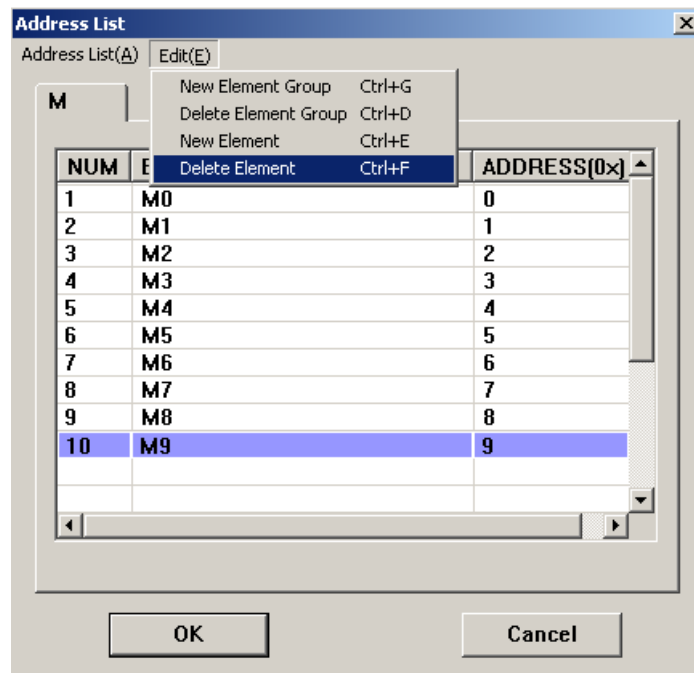 Address List
Address List(A) Edit(E)
New Element Group Ctrl+G
Delete Element Group Ctrl+D
New Element Ctrl+E
Delete Element Ctrl+F
M
NUM E ADDRESS(0x)
1 M0 0
2 M1 1
3 M2 2
4 M3 3
5 M4 4
6 M5 5
7 M6 6
8 M7 7
9 M8 8
10 M9 9
OK Cancel